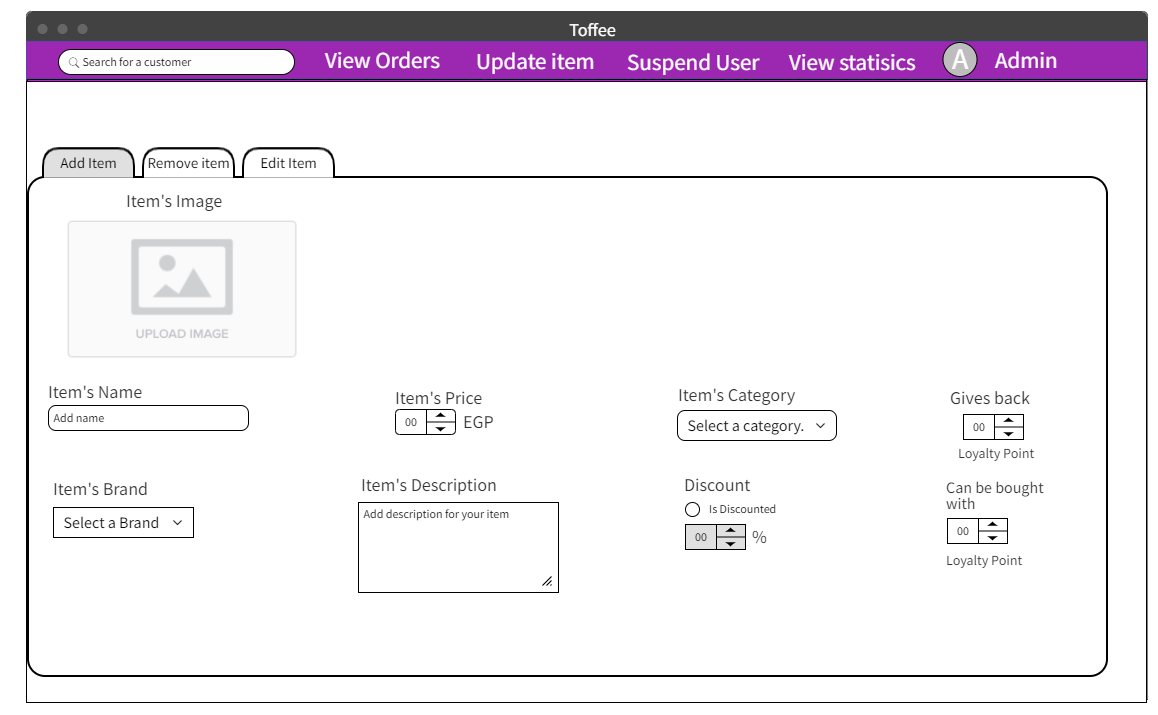 Toffee
Search for a customer
View Orders
Update item
Suspend User
View statisics
A
Admin
Add Item
Remove item
Edit Item
Item's Image
UPLOAD IMAGE
Item's Name
Add name
Item's Price
00
EGP
Item's Category
Select a category.
Gives back
00
Loyalty Point
Item's Brand
Select a Brand
Item's Description
Add description for your item
Discount
Is Discounted
00
%
Can be bought
with
00
Loyalty Point